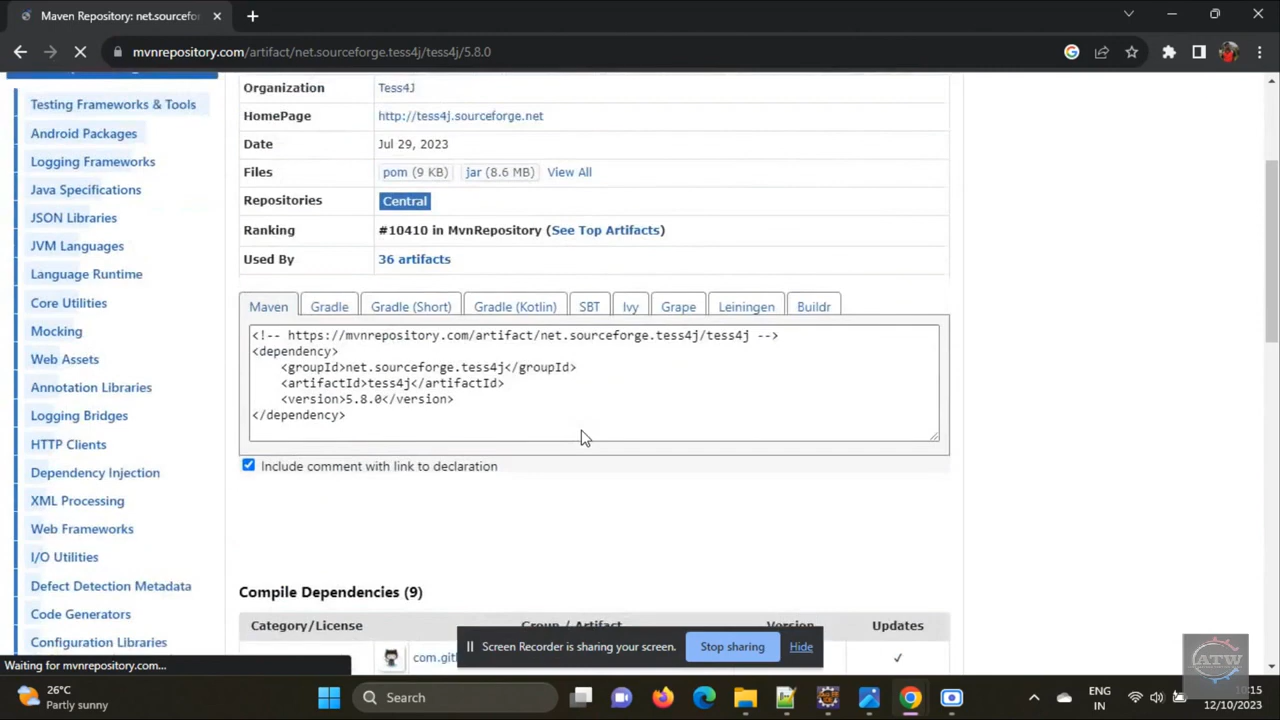 Maven Repository: net.sourcefo
mvnrepository.com/artifact/net.sourceforge.tess4j/tess4j/5.8.0
Testing Frameworks & Tools
Android Packages
Logging Frameworks
Java Specifications
JSON Libraries
JVM Languages
Language Runtime
Core Utilities
Mocking
Web Assets
Annotation Libraries
Logging Bridges
HTTP Clients
Dependency Injection
XML Processing
Web Frameworks
I/O Utilities
Defect Detection Metadata
Code Generators
Configuration Libraries
Organization Tess4J
HomePage http://tess4j.sourceforge.net
Date Jul 29, 2023
Files pom (9 KB) jar (8.6 MB) View All
Repositories Central
Ranking #10410 in MvnRepository (See Top Artifacts)
Used By 36 artifacts
Maven Gradle Gradle (Short) Gradle (Kotlin) SBT Ivy Grape Leiningen Buildr
<!-- https://mvnrepository.com/artifact/net.sourceforge.tess4j/tess4j -->
<dependency>
<groupId>net.sourceforge.tess4j</groupId>
<artifactId>tess4j</artifactId>
<version>5.8.0</version>
</dependency>
Include comment with link to declaration
Compile Dependencies (9)
Category/License Group / Artifact Version Updates
Screen Recorder is sharing your screen. Stop sharing Hide
Waiting for mvnrepository.com...
26°C
Partly sunny
Search
ENG
IN
10:15
12/10/2023
ATW